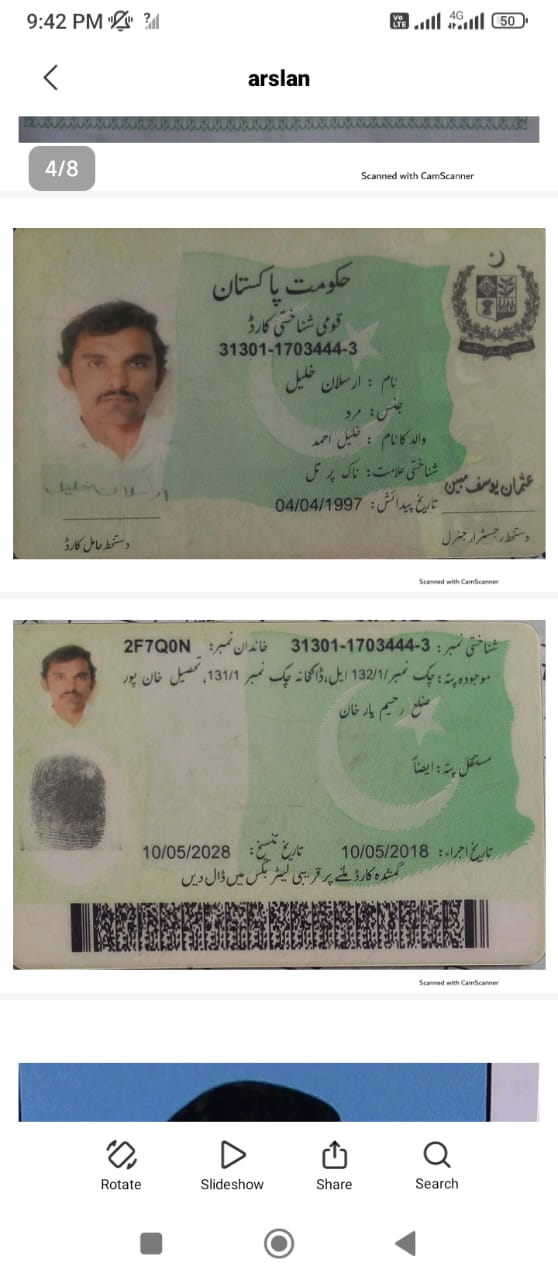 9:42 PM
Vo LTE 4G 50
arslan
4/8
Scanned with CamScanner
حکومت پاکستان
قومی شناختی کارڈ
31301-1703444-3
نام : ارسلان خلیل
جنس: مرد
والد کا نام : خلیل احمد
شناختی علامت: ناک پر تل
تاریخ پیدائش: 04/04/1997
ارسلان خلیل
دستخط حامل کارڈ
عثمان یوسف مبین
دستخط رجسٹرار جنرل
Scanned with CamScanner
شناختی نمبر: 31301-1703444-3 خاندان نمبر: 2F7Q0N
موجودہ پتہ: چک نمبر 132/1 ایل، ڈاکخانہ چک نمبر 131/1، تحصیل خان پور
ضلع رحیم یار خان
مستقل پتہ: ایضاً
تاریخ اجراء: 10/05/2018 تاریخ تنسیخ: 10/05/2028
گمشدہ کارڈ ملنے پر قریبی لیٹر بکس میں ڈال دیں
Scanned with CamScanner
Rotate Slideshow Share Search